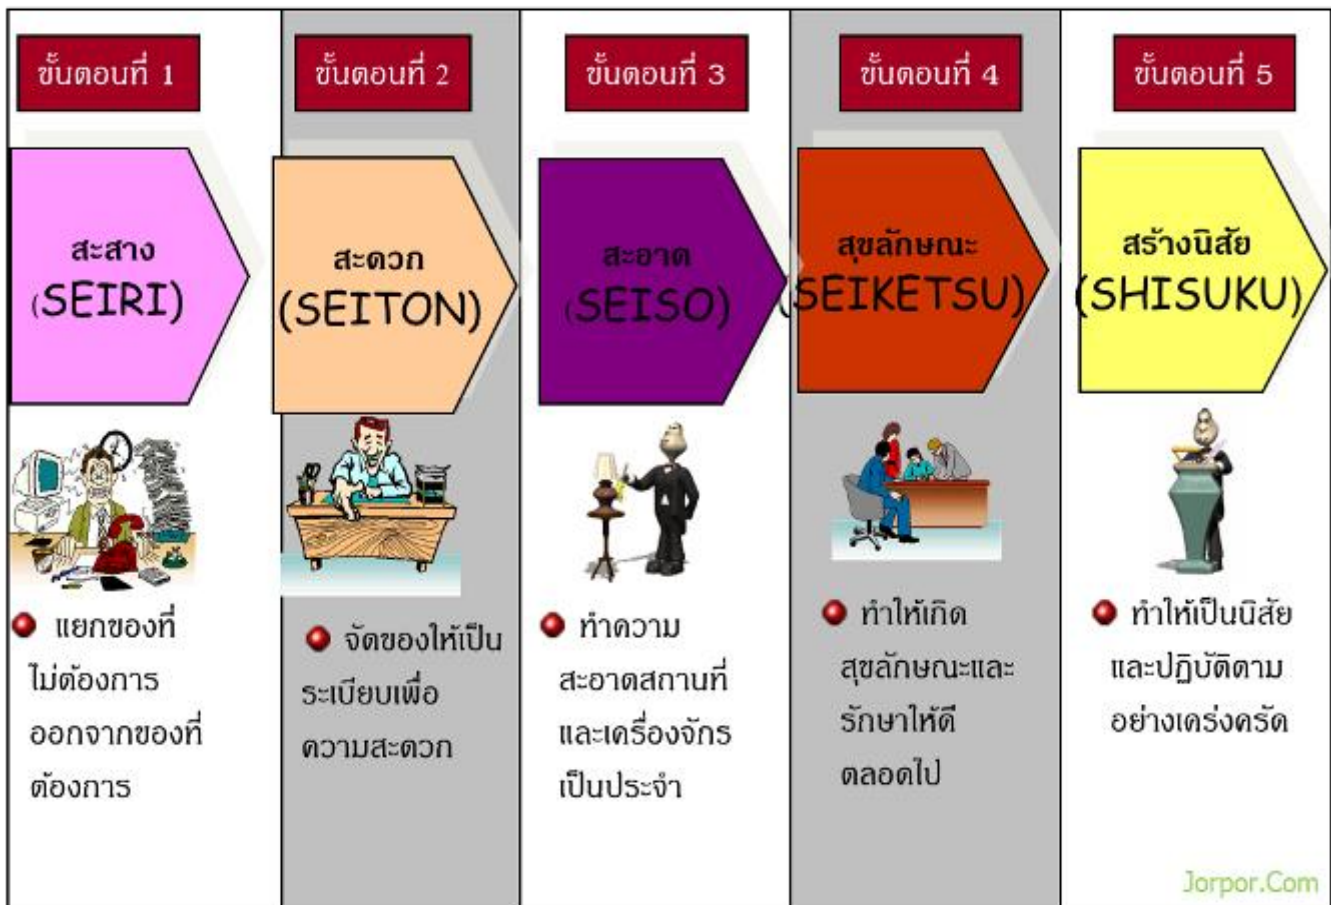 ขั้นตอนที่ 1
สะสาง
(SEIRI)
แยกของที่
ไม่ต้องการ
ออกจากของที่
ต้องการ
ขั้นตอนที่ 2
สะดวก
(SEITON)
จัดของให้เป็น
ระเบียบเพื่อ
ความสะดวก
ขั้นตอนที่ 3
สะอาด
(SEISO)
ทำความ
สะอาดสถานที่
และเครื่องจักร
เป็นประจำ
ขั้นตอนที่ 4
สุขลักษณะ
(SEIKETSU)
ทำให้เกิด
สุขลักษณะและ
รักษาให้ดี
ตลอดไป
ขั้นตอนที่ 5
สร้างนิสัย
(SHISUKU)
ทำให้เป็นนิสัย
และปฏิบัติตาม
อย่างเคร่งครัด
Jorpor.Com